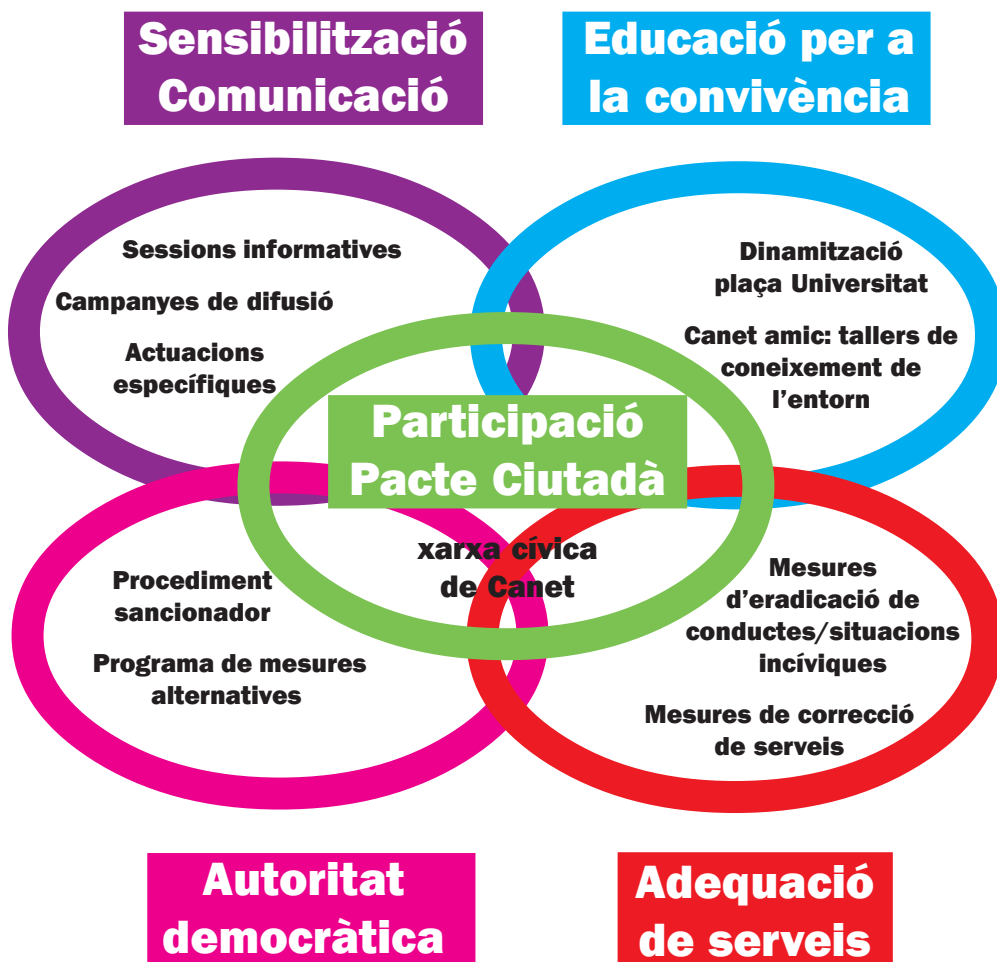 Sensibilització
Comunicació
Educació per a
la convivència
Sessions informatives
Campanyes de difusió
Actuacions
específiques
Dinamització
plaça Universitat
Canet amic: tallers de
coneixement de
l’entorn
Participació
Pacte Ciutadà
xarxa cívica
de Canet
Procediment
sancionador
Programa de mesures
alternatives
Mesures
d’eradicació de
conductes/situacions
incíviques
Mesures de correcció
de serveis
Autoritat
democràtica
Adequació
de serveis